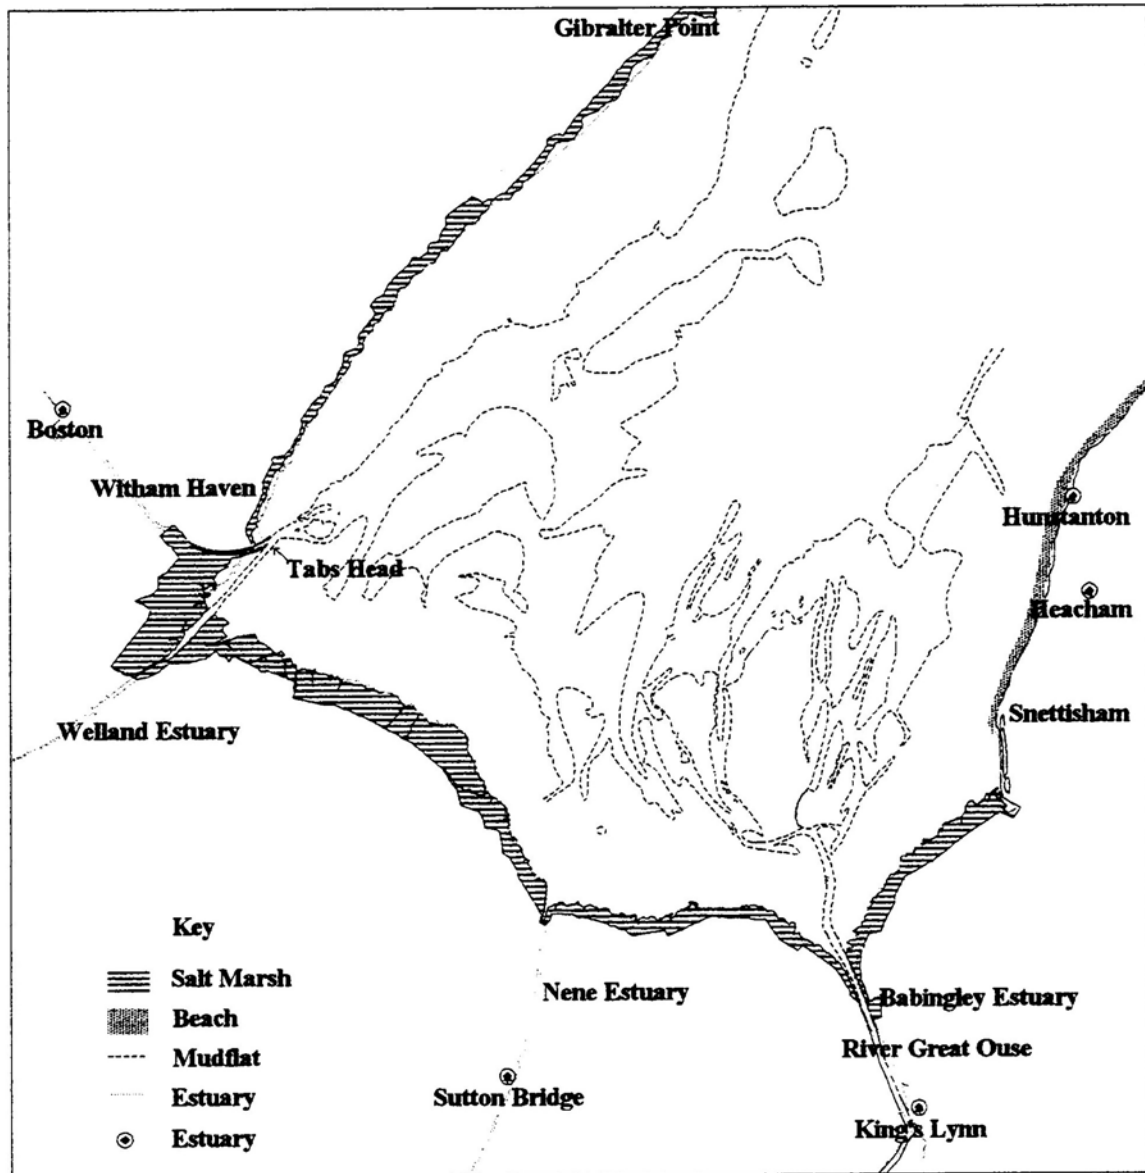 Gibralter Point
Boston
Witham Haven
Hunstanton
Tabs Head
Heacham
Snettisham
Welland Estuary
Key
Salt Marsh
Nene Estuary
Babingley Estuary
Beach
River Great Ouse
Mudflat
Estuary
Sutton Bridge
King's Lynn
Estuary